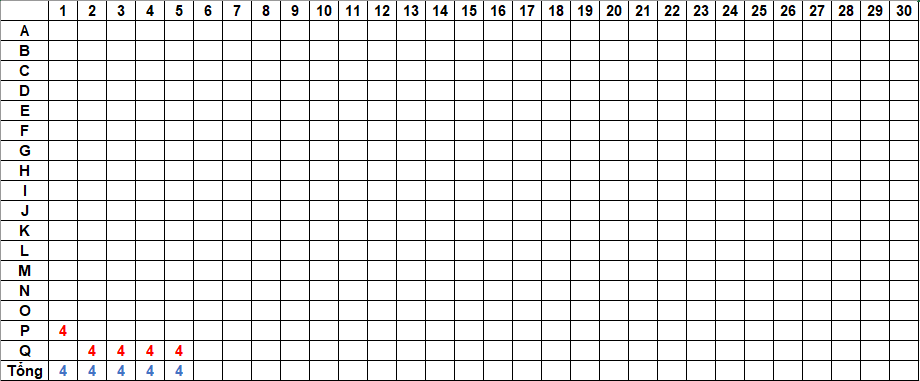 1 2 3 4 5 6 7 8 9 10 11 12 13 14 15 16 17 18 19 20 21 22 23 24 25 26 27 28 29 30
A
B
C
D
E
F
G
H
I
J
K
L
M
N
O
P 4
Q 4 4 4 4
Tổng 4 4 4 4 4